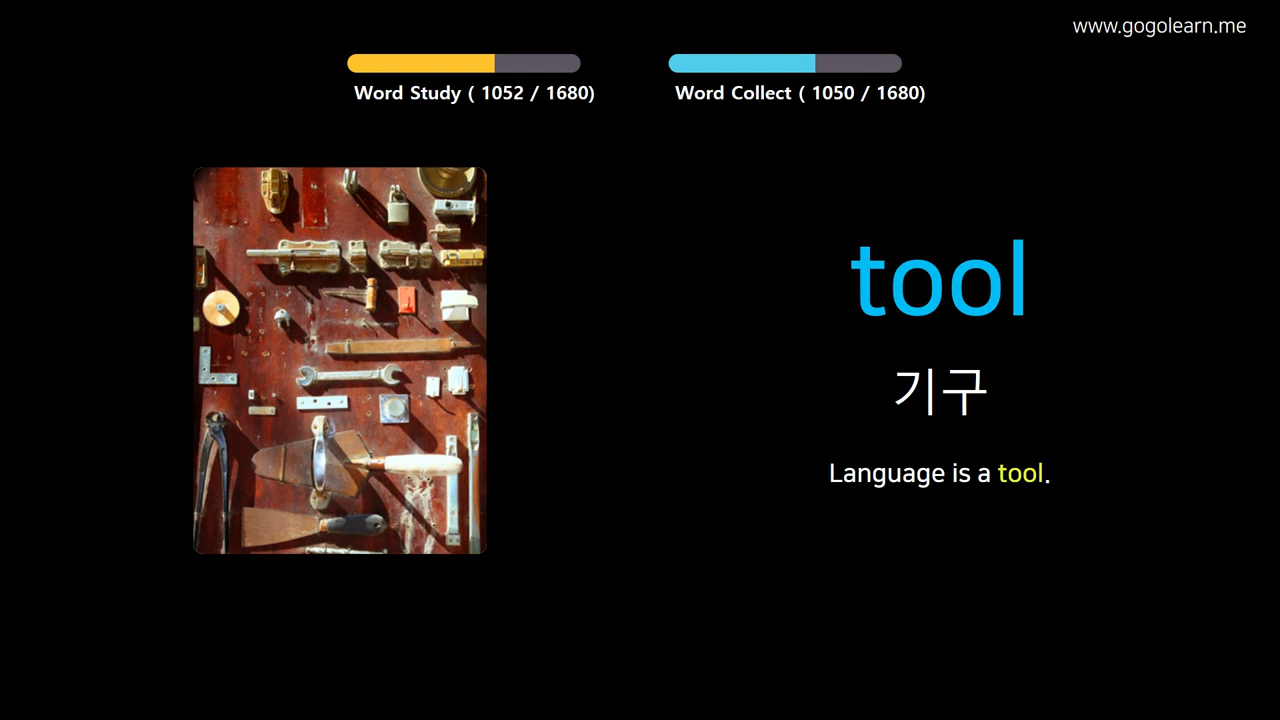 www.gogolearn.me
Word Study ( 1052 / 1680)
Word Collect ( 1050 / 1680)
tool
기구
Language is a tool.